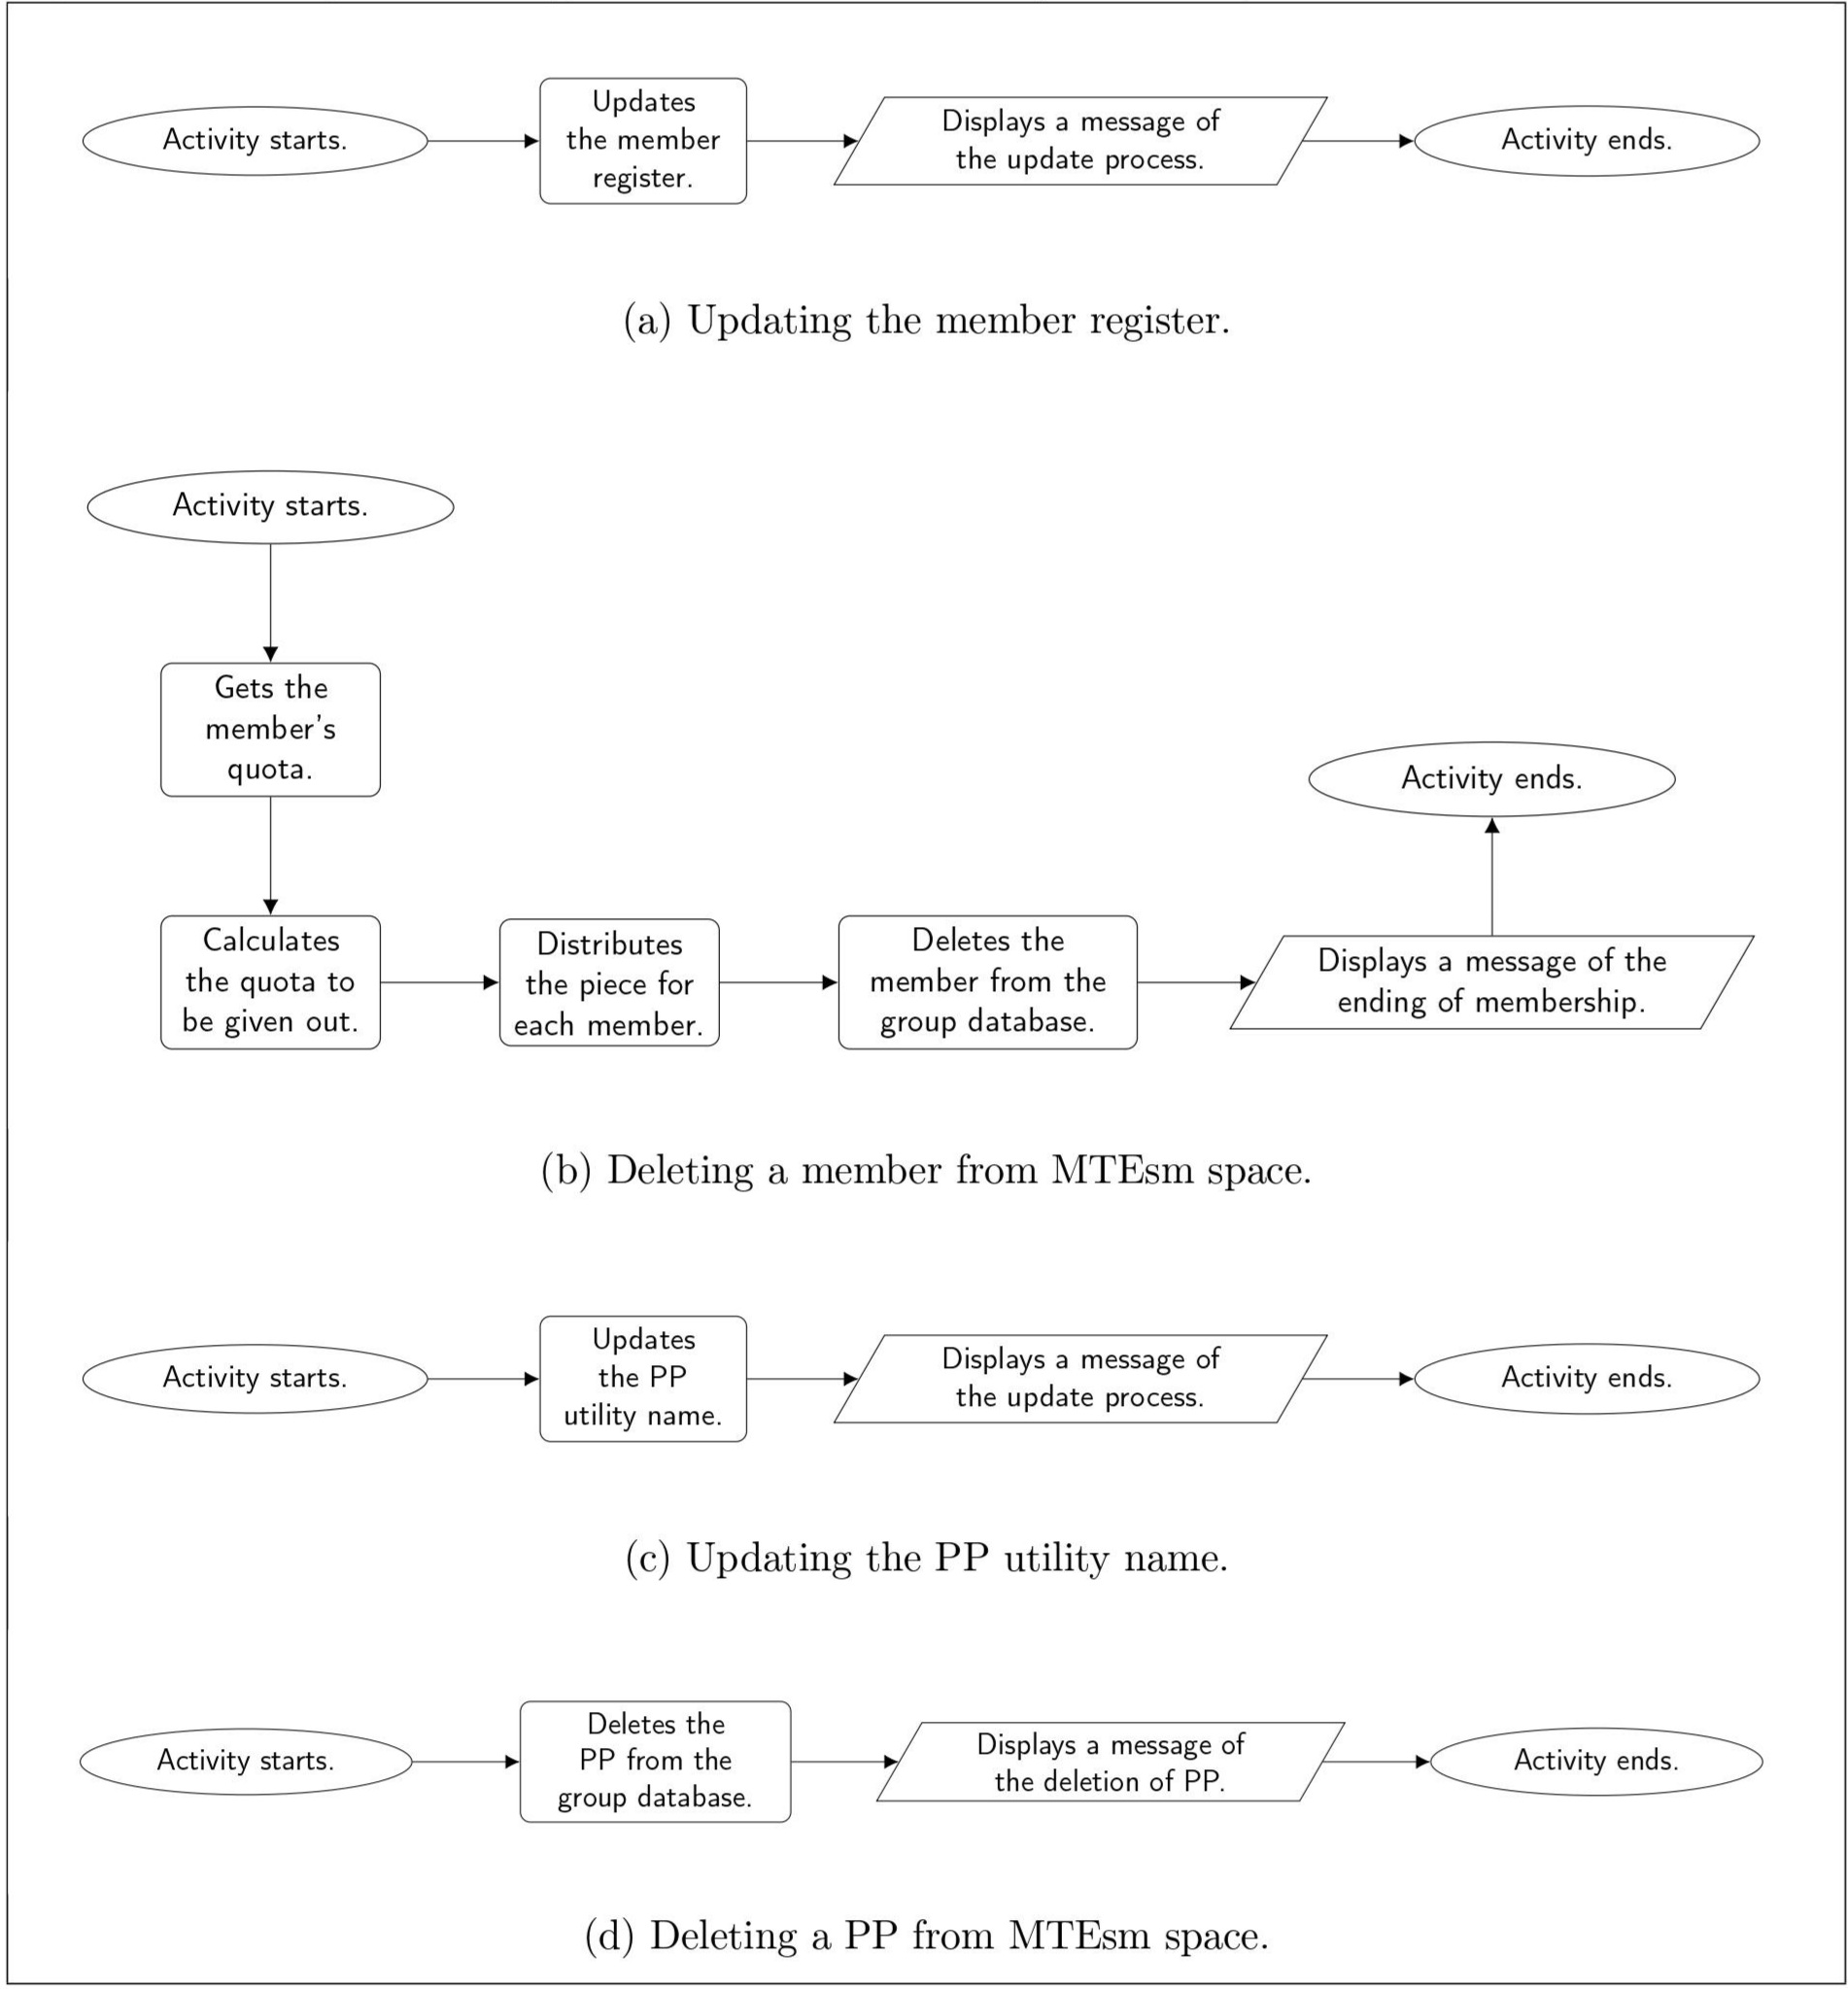 Activity starts.
Updates
the member
register.
Displays a message of
the update process.
Activity ends.
(a) Updating the member register.
Activity starts.
Gets the
member's
quota.
Calculates
the quota to
be given out.
Distributes
the piece for
each member.
Deletes the
member from the
group database.
Displays a message of the
ending of membership.
Activity ends.
(b) Deleting a member from MTEsm space.
Activity starts.
Updates
the PP
utility name.
Displays a message of
the update process.
Activity ends.
(c) Updating the PP utility name.
Activity starts.
Deletes the
PP from the
group database.
Displays a message of
the deletion of PP.
Activity ends.
(d) Deleting a PP from MTEsm space.